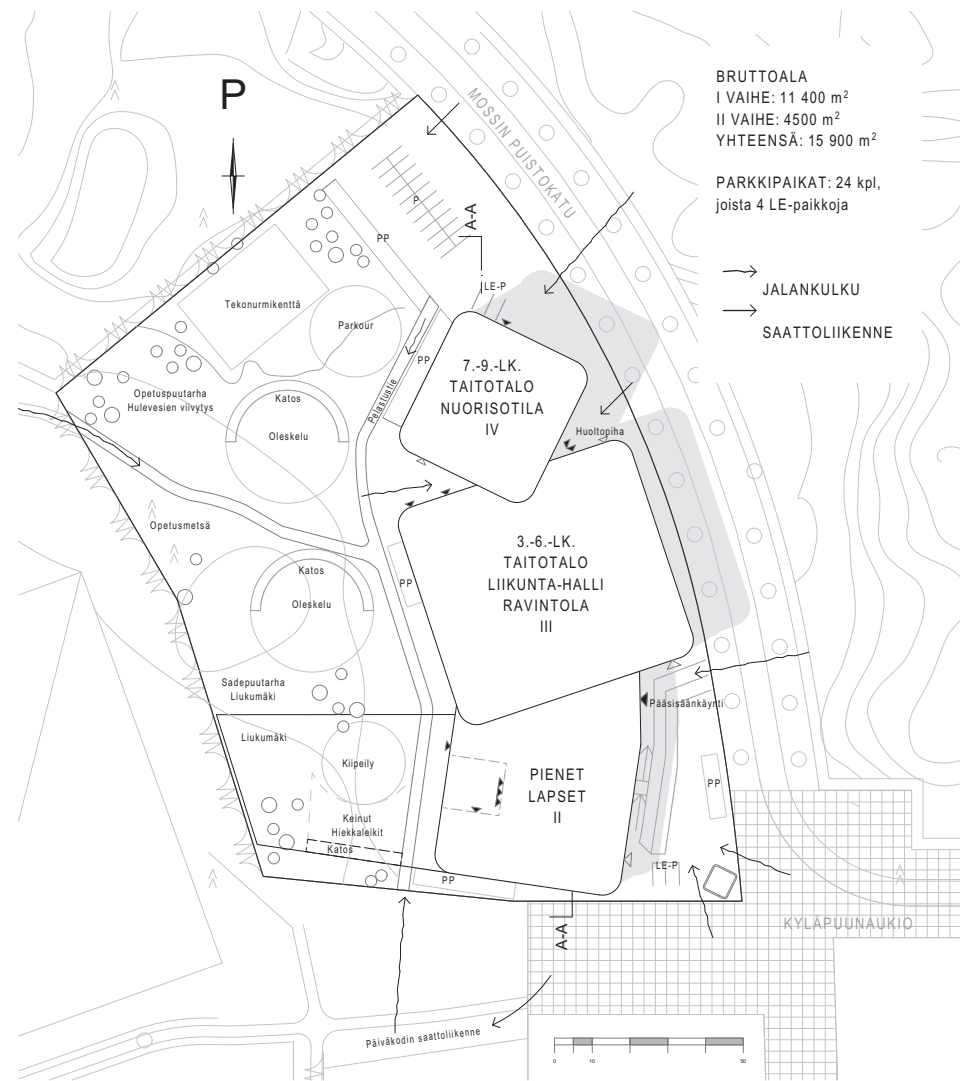 BRUTTOALA
I VAIHE: 11 400 m²
II VAIHE: 4500 m²
YHTEENSÄ: 15 900 m²
PARKKIPAIKAT: 24 kpl,
joista 4 LE-paikkoja
JALANKULKU
SAATTOLIIKENNE
P
MOSSIN PUISTOKATU
P
A-A
PP
LE-P
Tekonurmikenttä
Parkour
PP
Pelastustie
7.-9.-LK.
TAITOTALO
NUORISOTILA
IV
Opetuspuutarha
Hulevesien viivytys
Katos
Oleskelu
Huoltopiha
Opetusmetsä
3.-6.-LK.
TAITOTALO
LIIKUNTA-HALLI
RAVINTOLA
III
Katos
Oleskelu
PP
Sadepuutarha
Liukumäki
Pääsisäänkäynti
Liukumäki
Kiipeily
PIENET
LAPSET
II
PP
Keinut
Hiekkaleikit
Katos
PP
LE-P
KYLÄPUUNAUKIO
A-A
Päiväkodin saattoliikenne
0 10 50